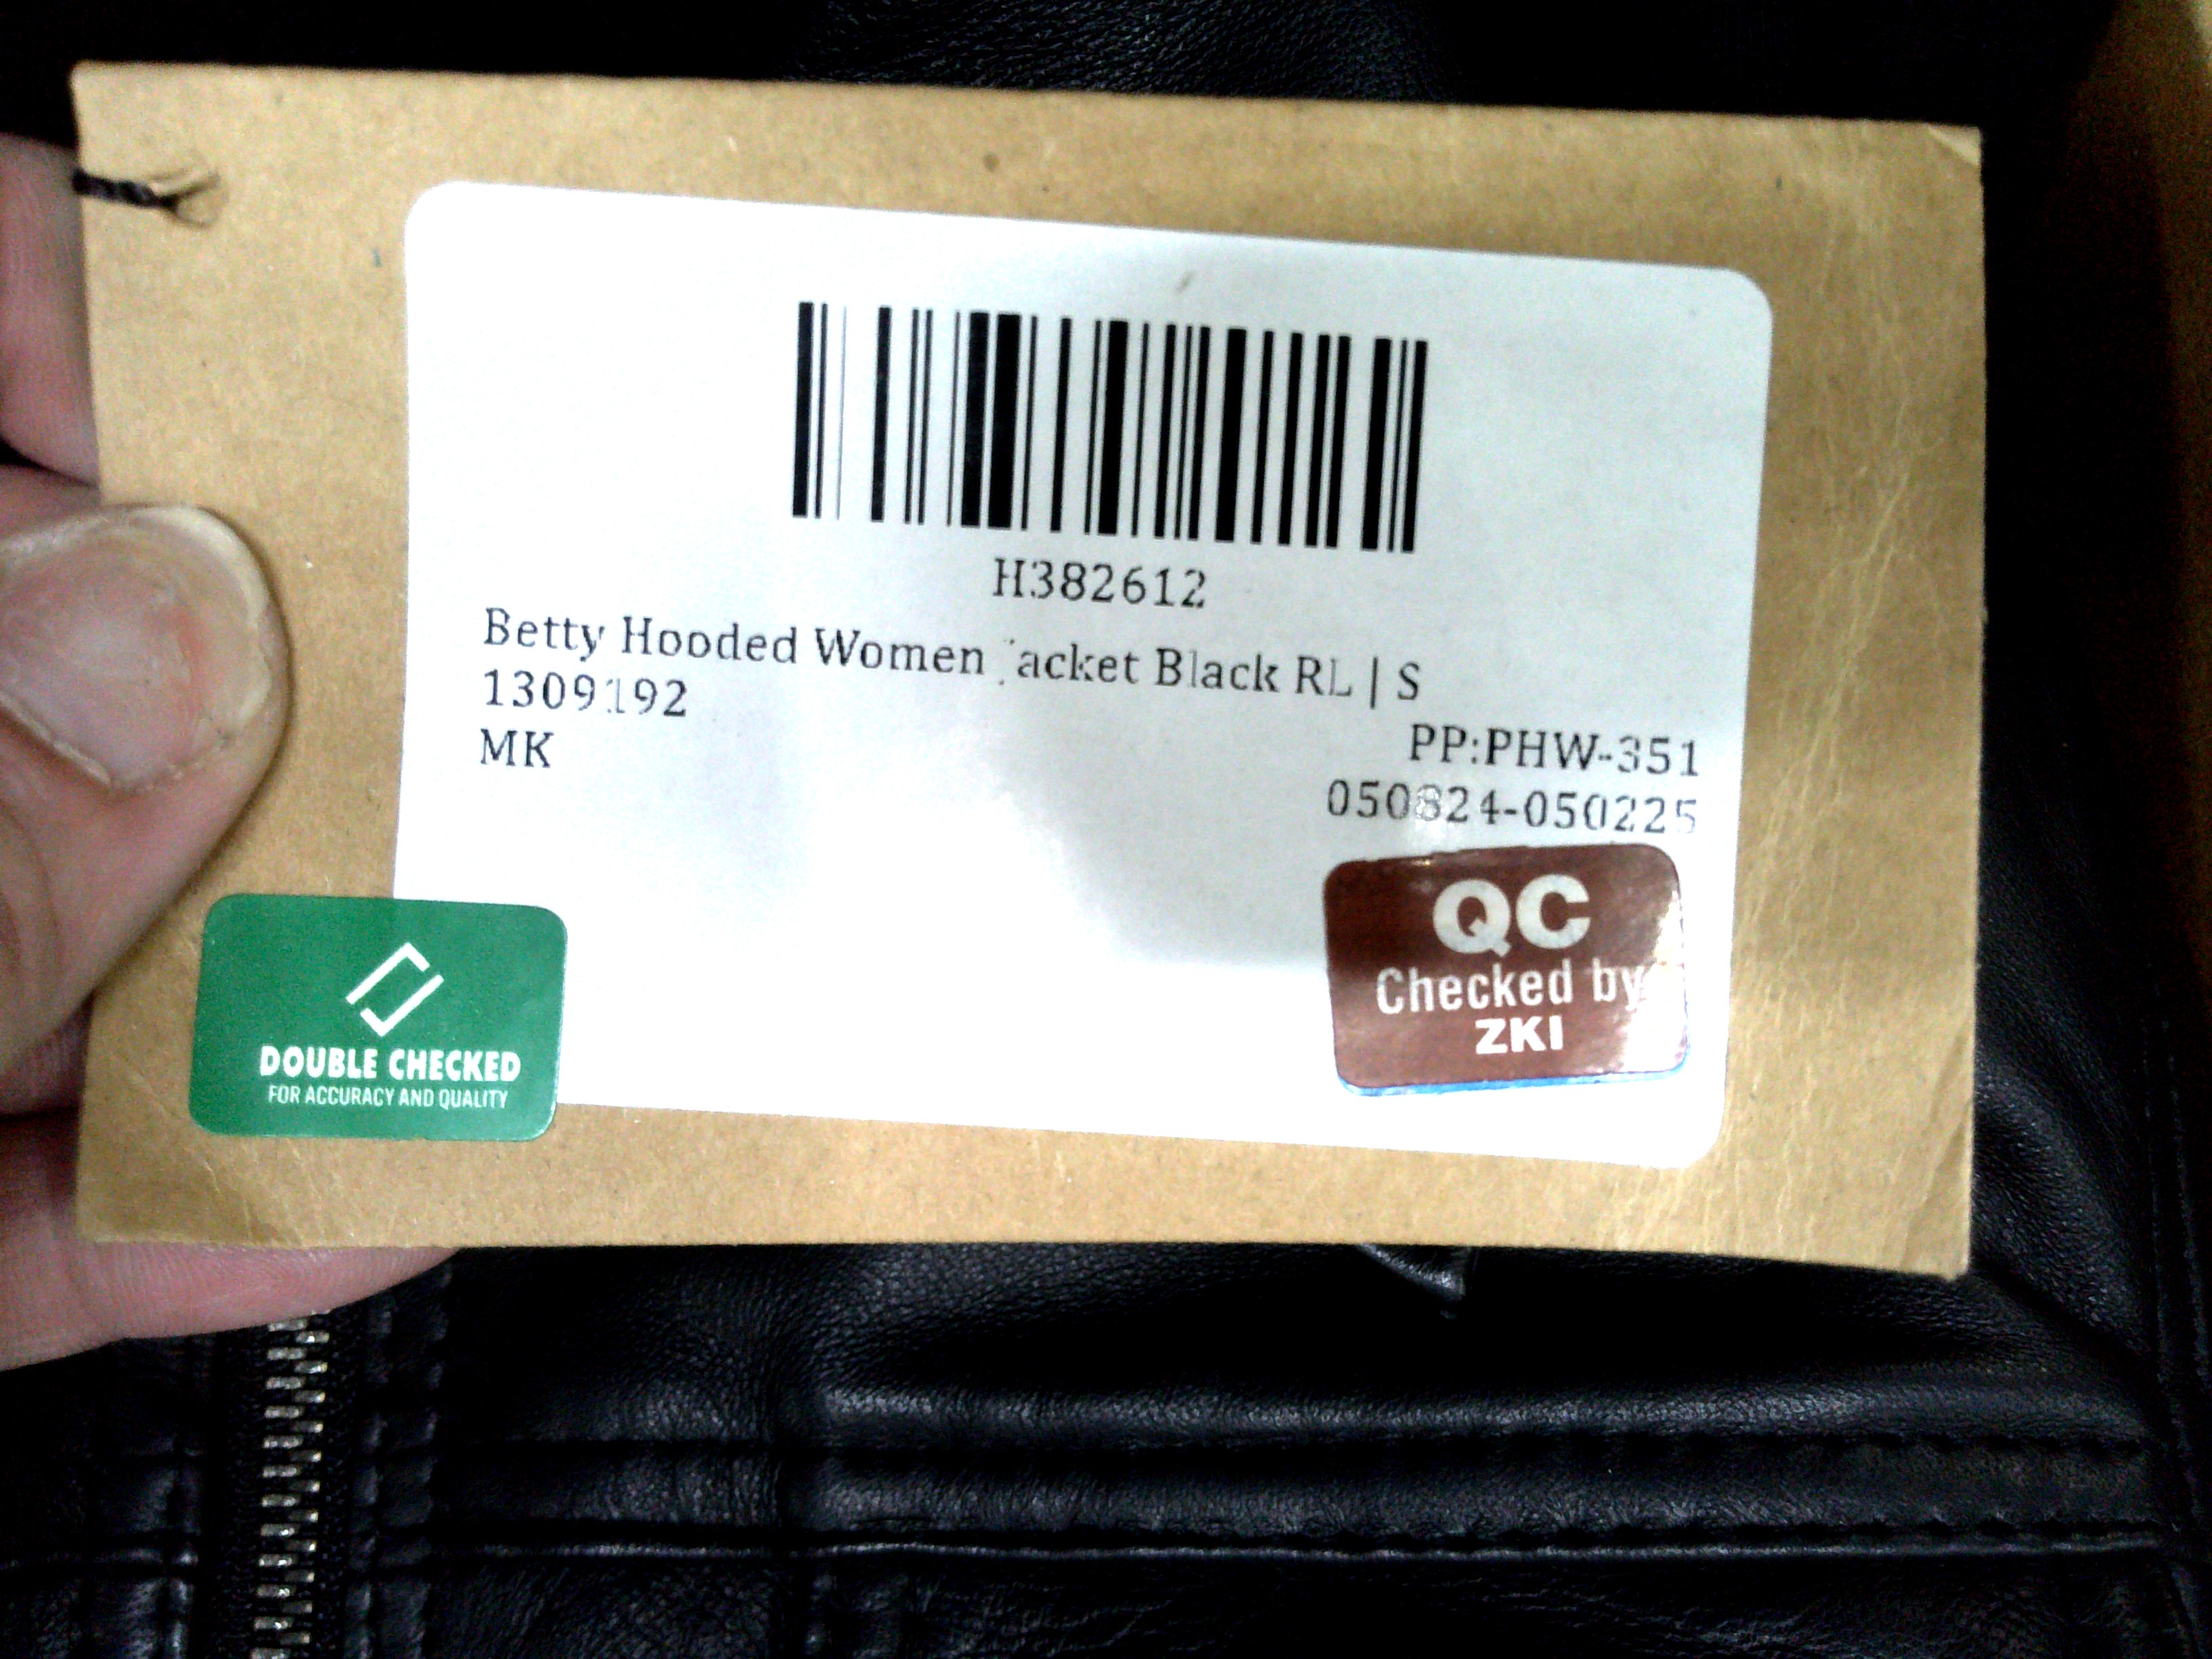 H382612
Betty Hooded Women Jacket Black RL | S
1309192
MK
PP:PHW-351
050824-050225
QC
Checked by
ZKI
DOUBLE CHECKED
FOR ACCURACY AND QUALITY